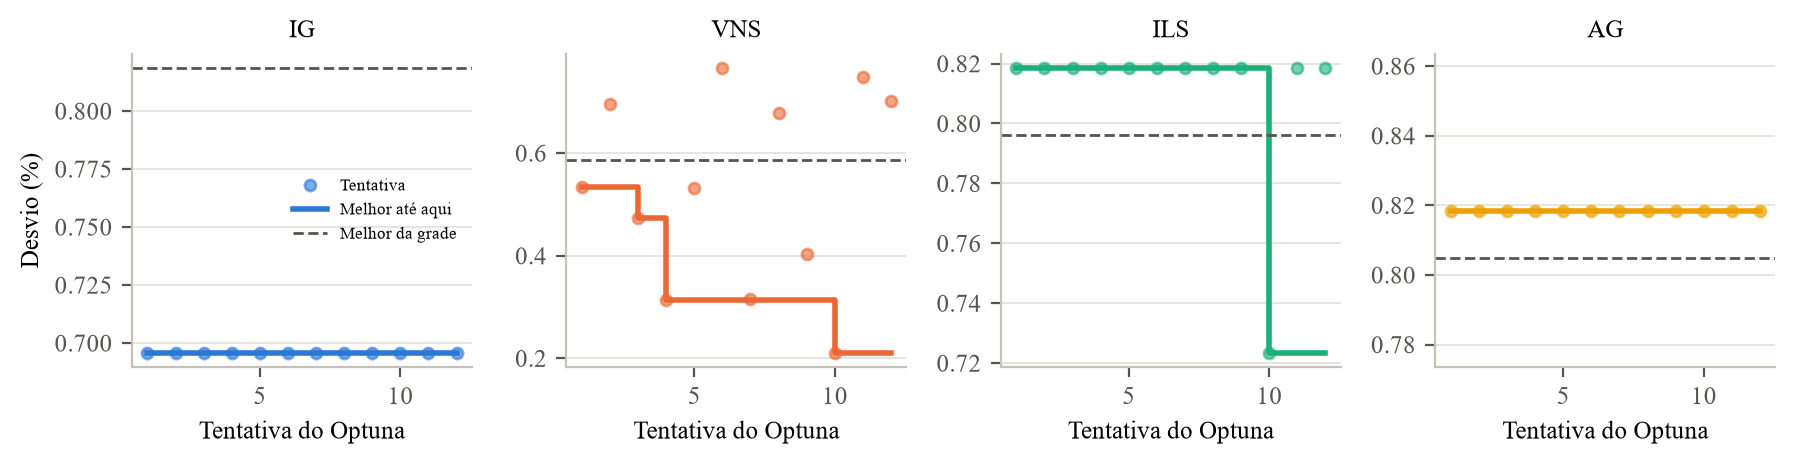 IG
VNS
ILS
AG
Desvio (%)
0.800
0.775
0.750
0.725
0.700
Tentativa
Melhor até aqui
Melhor da grade
5
10
Tentativa do Optuna
0.6
0.4
0.2
5
10
Tentativa do Optuna
0.82
0.80
0.78
0.76
0.74
0.72
5
10
Tentativa do Optuna
0.86
0.84
0.82
0.80
0.78
5
10
Tentativa do Optuna